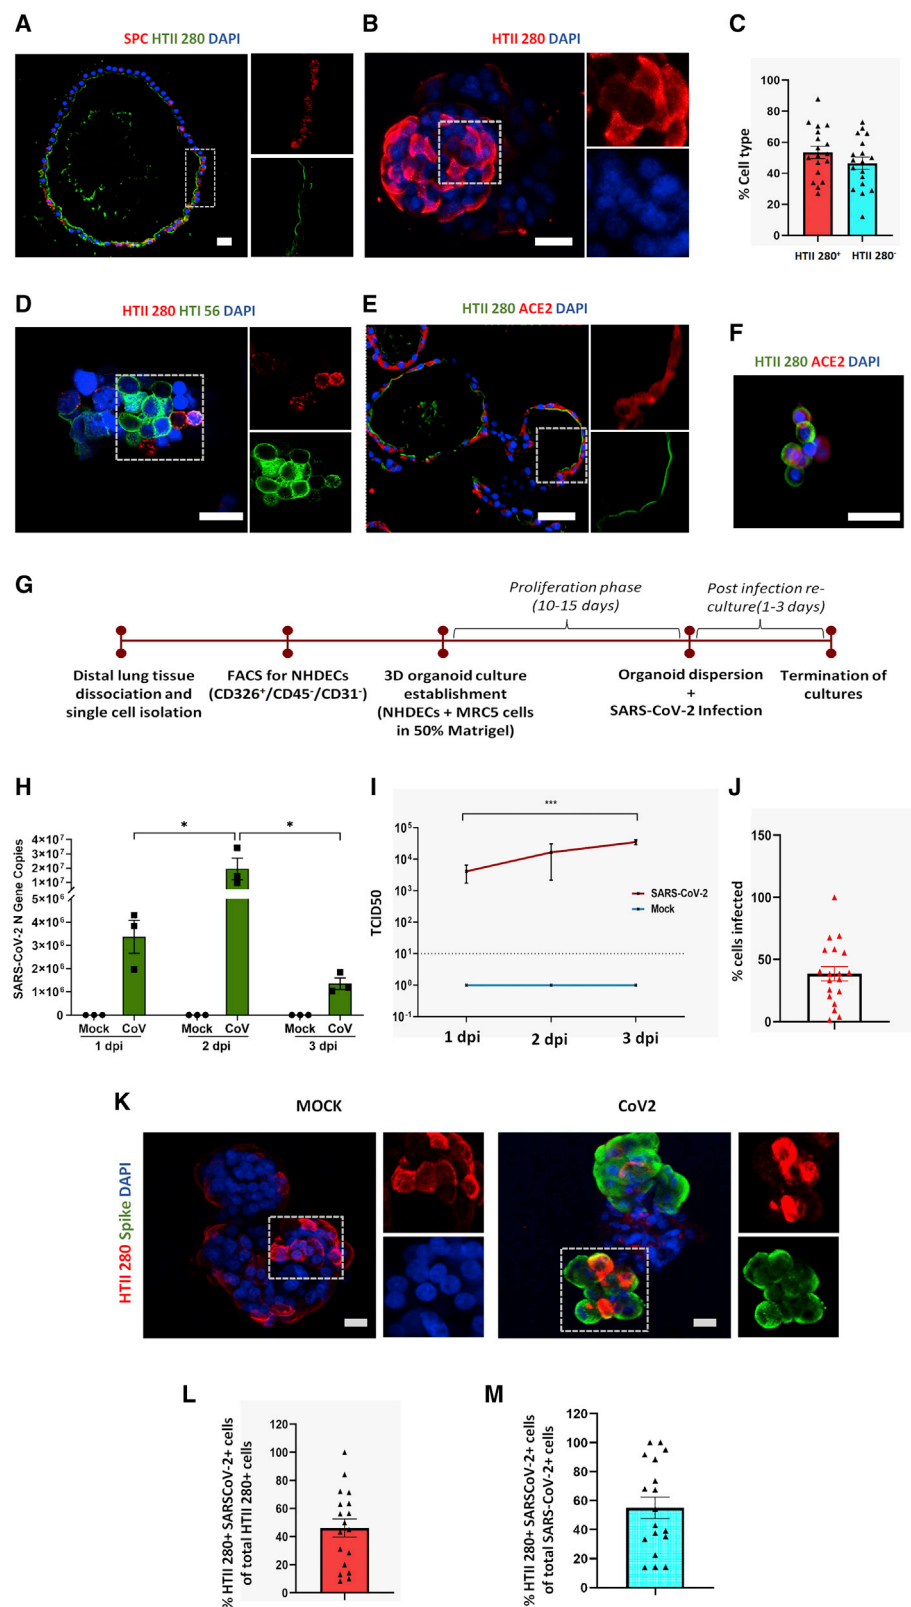 A
SPC HTII 280 DAPI
B
HTII 280 DAPI
C
% Cell type
100
80
60
40
20
0
HTII 280⁺ HTII 280⁻
D
HTII 280 HTI 56 DAPI
E
HTII 280 ACE2 DAPI
F
HTII 280 ACE2 DAPI
G
Proliferation phase
(10-15 days)
Post infection re-
culture(1-3 days)
Distal lung tissue
dissociation and
single cell isolation
FACS for NHDECs
(CD326⁺/CD45⁻/CD31⁻)
3D organoid culture
establishment
(NHDECs + MRC5 cells
in 50% Matrigel)
Organoid dispersion
+
SARS-CoV-2 Infection
Termination of
cultures
H
SARS-CoV-2 N Gene Copies
4×10⁷
3×10⁷
2×10⁷
1×10⁷
5×10⁶
4×10⁶
3×10⁶
2×10⁶
1×10⁶
0
* *
Mock CoV Mock CoV Mock CoV
1 dpi 2 dpi 3 dpi
I
TCID50
10⁵
10⁴
10³
10²
10¹
10⁰
10⁻¹
***
SARS-CoV-2
Mock
1 dpi 2 dpi 3 dpi
J
% cells infected
150
100
50
0
K
MOCK CoV2
HTII 280 Spike DAPI
L
% HTII 280+ SARSCoV-2+ cells
of total HTII 280+ cells
120
100
80
60
40
20
0
M
% HTII 280+ SARSCoV-2+ cells
of total SARS-CoV-2+ cells
120
100
80
60
40
20
0